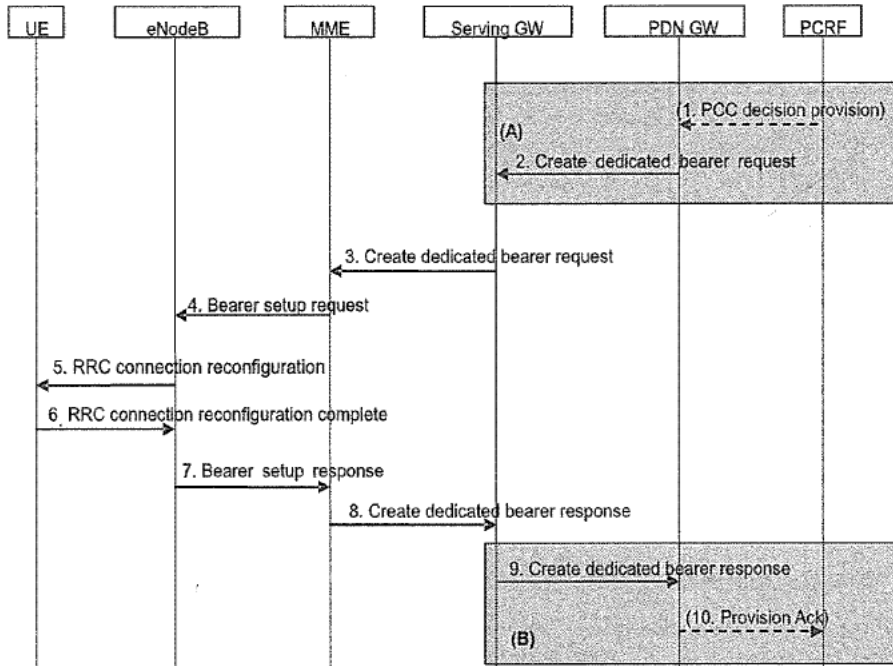 UE
eNodeB
MME
Serving GW
PDN GW
PCRF
(1. PCC decision provision)
(A)
2. Create dedicated bearer request
3. Create dedicated bearer request
4. Bearer setup request
5. RRC connection reconfiguration
6. RRC connection reconfiguration complete
7. Bearer setup response
8. Create dedicated bearer response
9. Create dedicated bearer response
(10. Provision Ack)
(B)